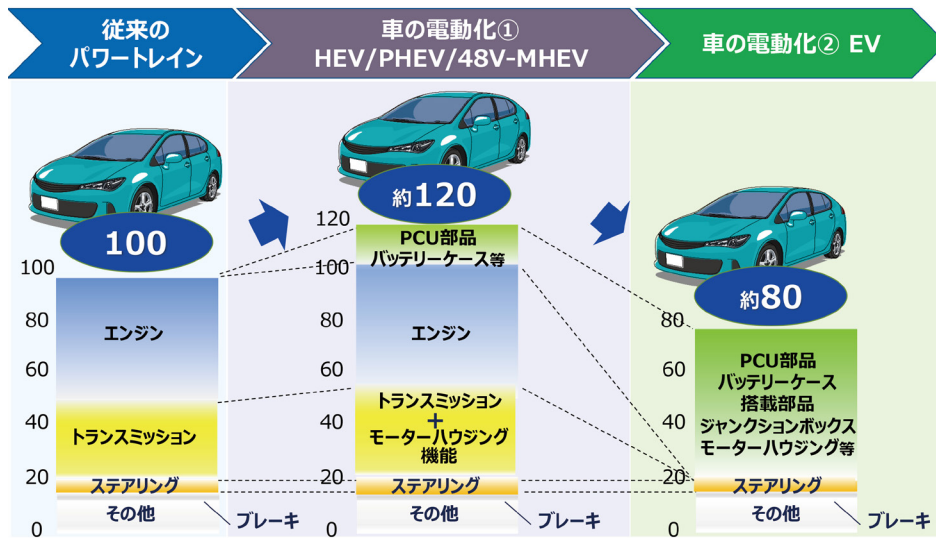 従来の
パワートレイン
車の電動化①
HEV/PHEV/48V-MHEV
車の電動化② EV
100
100
80
60
40
20
0
エンジン
トランスミッション
ステアリング
その他
ブレーキ
約120
120
100
80
60
40
20
0
PCU部品
バッテリーケース等
エンジン
トランスミッション
+
モーターハウジング
機能
ステアリング
その他
ブレーキ
約80
80
60
40
20
0
PCU部品
バッテリーケース
搭載部品
ジャンクションボックス
モーターハウジング等
ステアリング
その他
ブレーキ